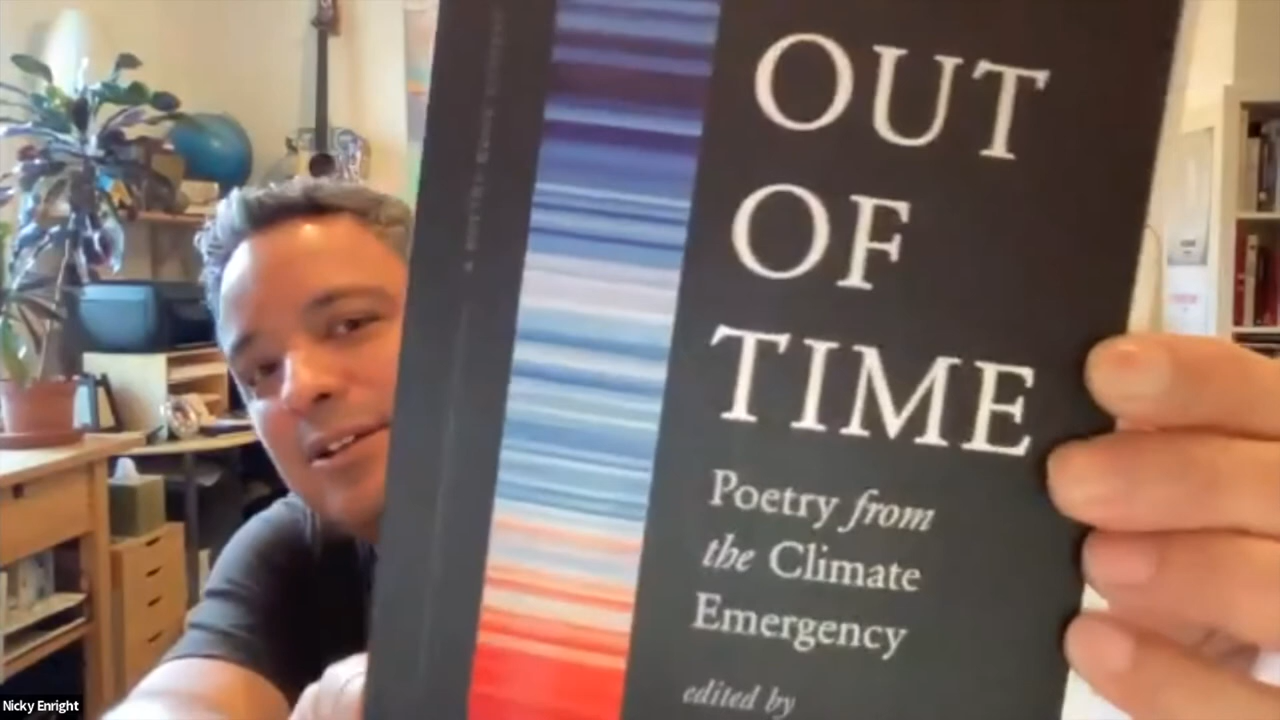 OUT
OF
TIME
Poetry from
the Climate
Emergency
edited by
Nicky Enright